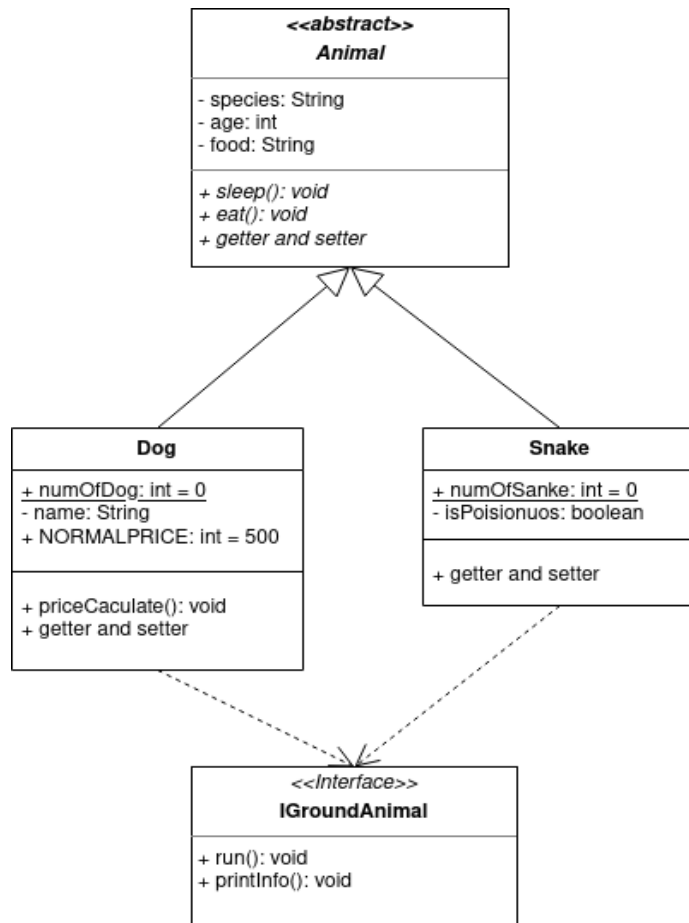 <<abstract>>
Animal
- species: String
- age: int
- food: String
+ sleep(): void
+ eat(): void
+ getter and setter
Dog
+ numOfDog: int = 0
- name: String
+ NORMALPRICE: int = 500
+ priceCaculate(): void
+ getter and setter
Snake
+ numOfSanke: int = 0
- isPoisionuos: boolean
+ getter and setter
<<Interface>>
IGroundAnimal
+ run(): void
+ printInfo(): void